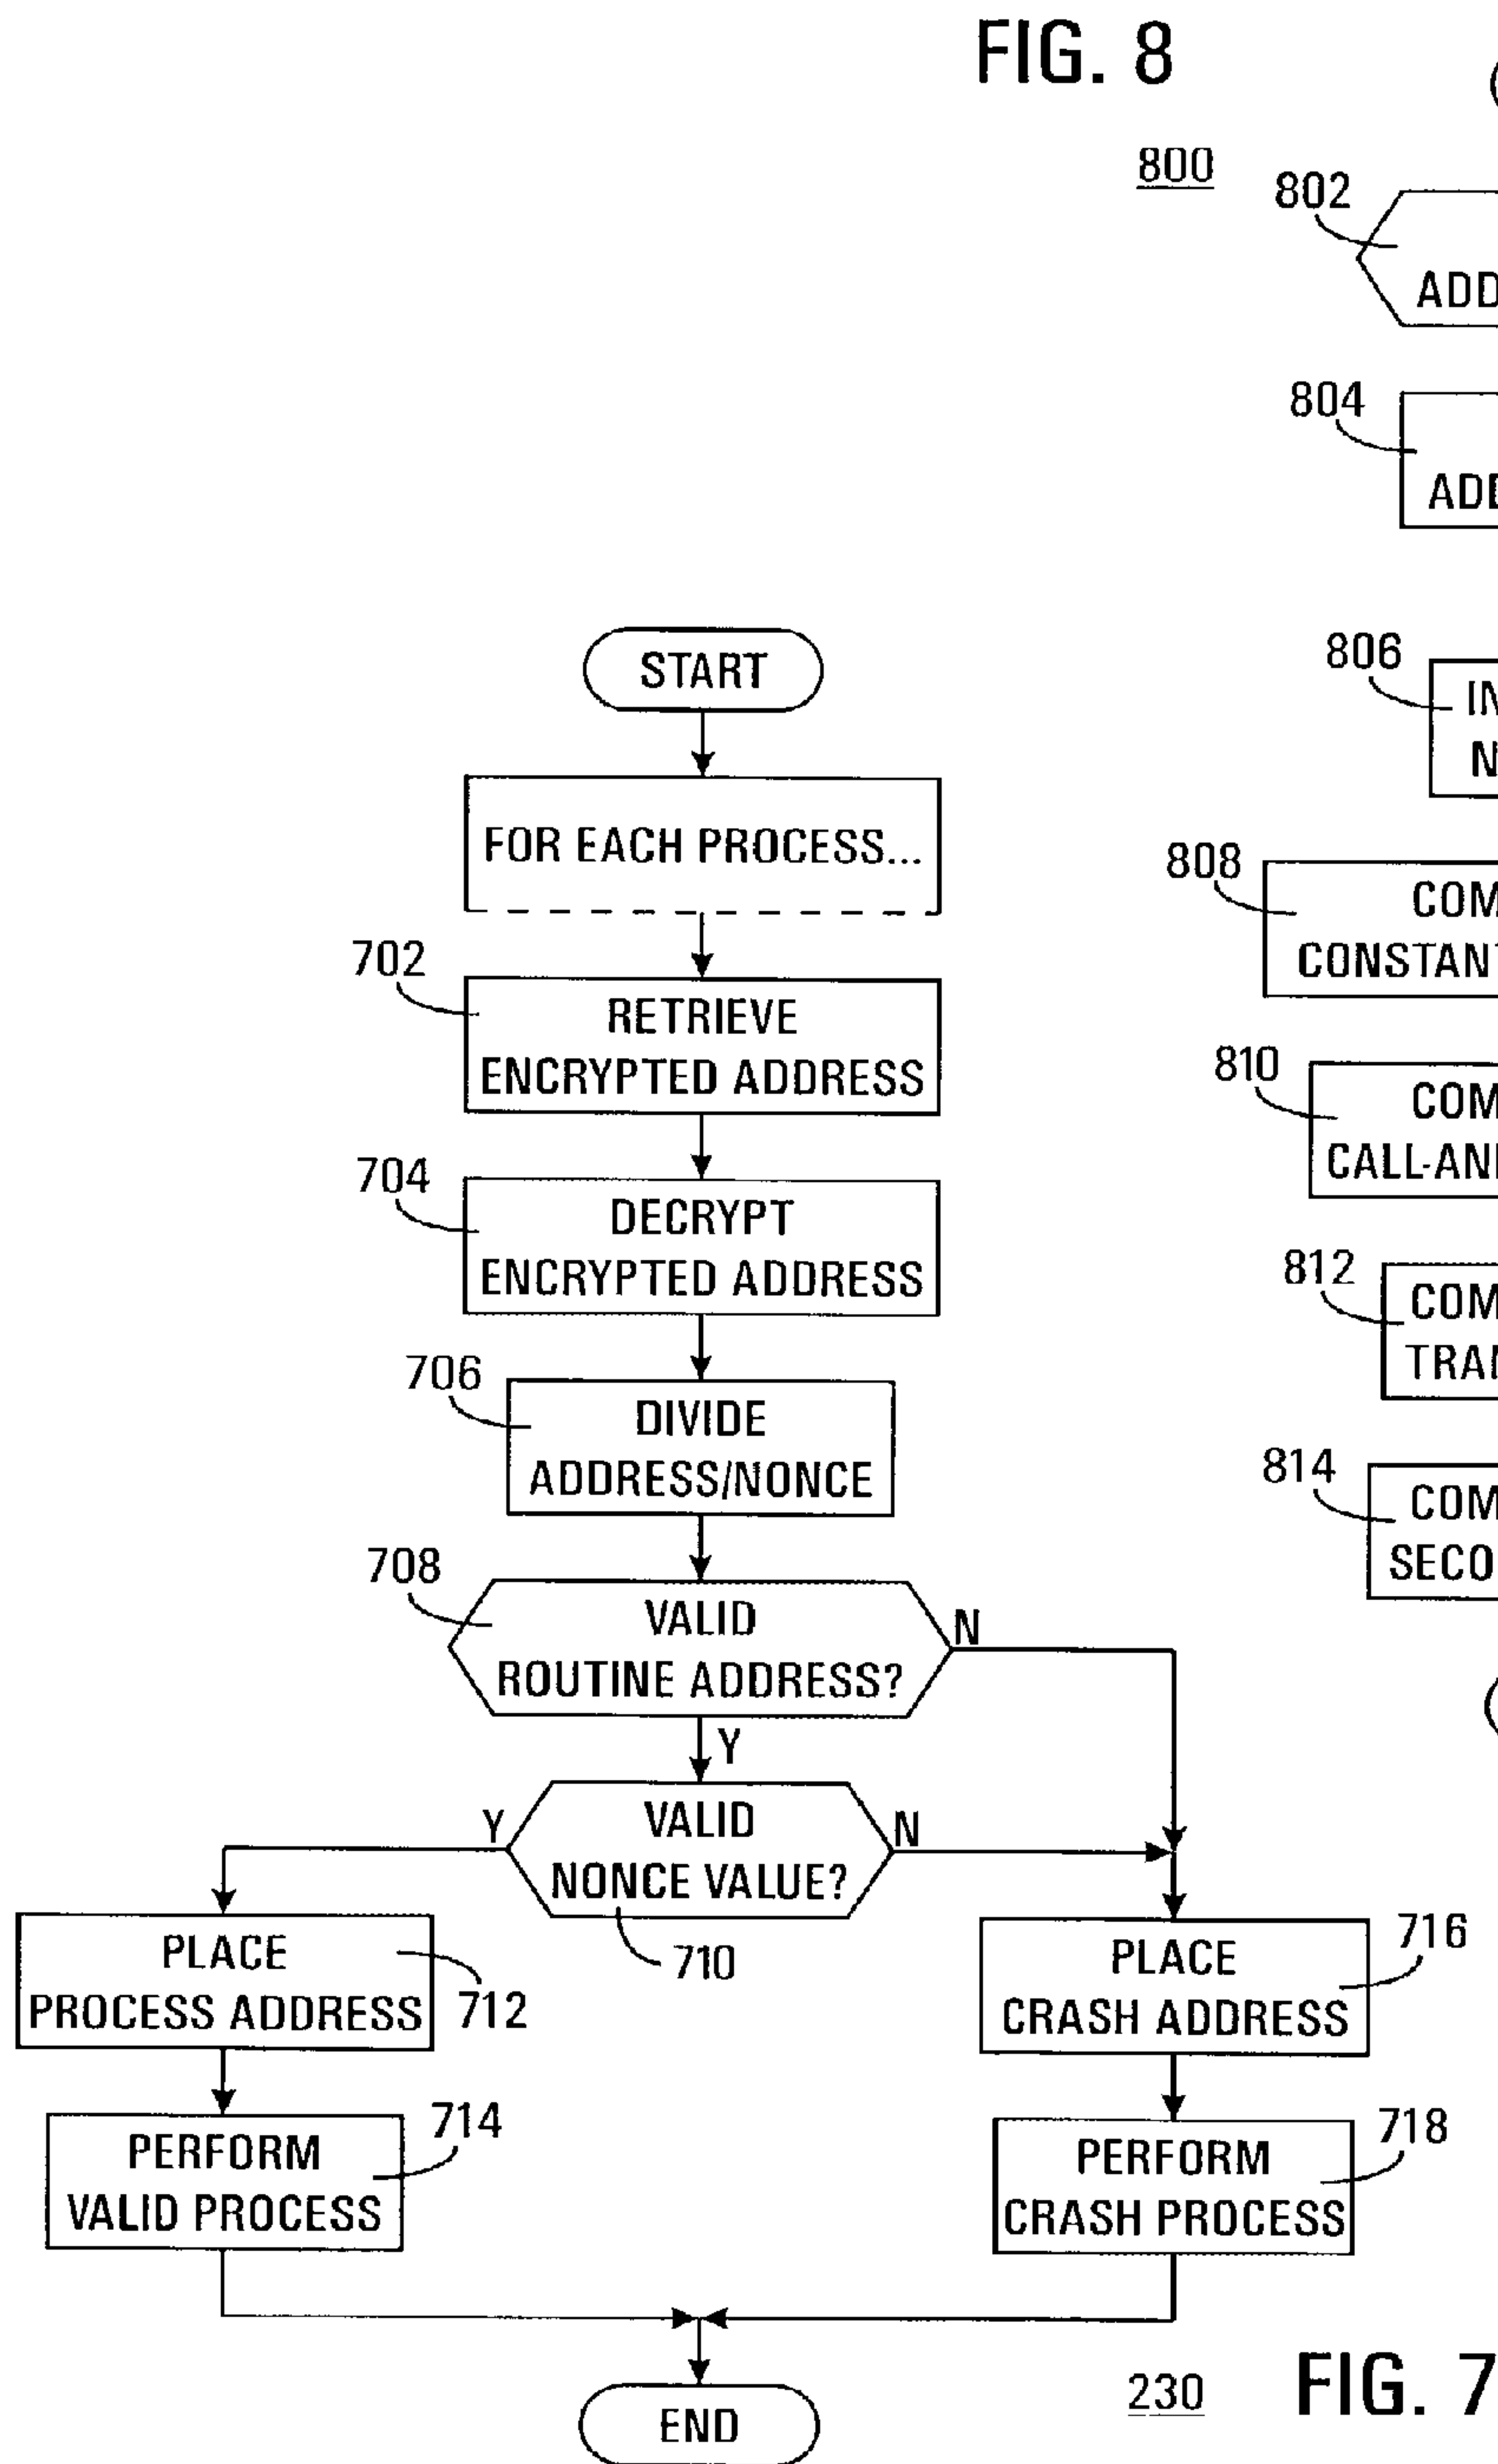 FIG. 8
800
802
ADD
804
ADD
START
FOR EACH PROCESS...
702
RETRIEVE
ENCRYPTED ADDRESS
704
DECRYPT
ENCRYPTED ADDRESS
706
DIVIDE
ADDRESS/NONCE
708
VALID
ROUTINE ADDRESS?
N
Y
Y
VALID
NONCE VALUE?
N
710
PLACE
PROCESS ADDRESS
712
PERFORM
VALID PROCESS
714
PLACE
CRASH ADDRESS
716
PERFORM
CRASH PROCESS
718
END
230
FIG. 7
806
808
COM
CONSTANT
810
COM
CALL-AN
812
COM
TRA
814
COM
SECO